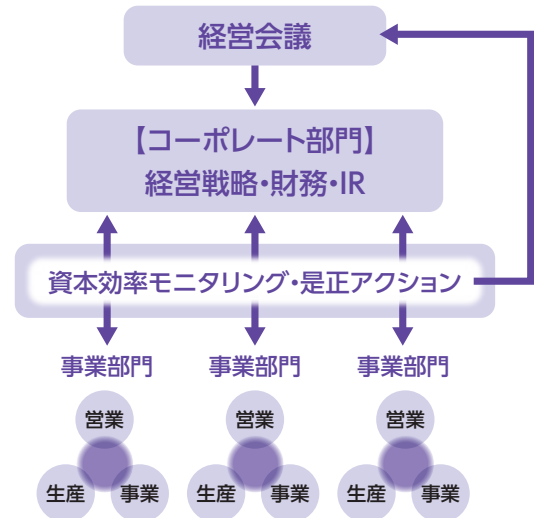 経営会議
【コーポレート部門】
経営戦略・財務・IR
資本効率モニタリング・是正アクション
事業部門
事業部門
事業部門
営業
生産
事業
営業
生産
事業
営業
生産
事業